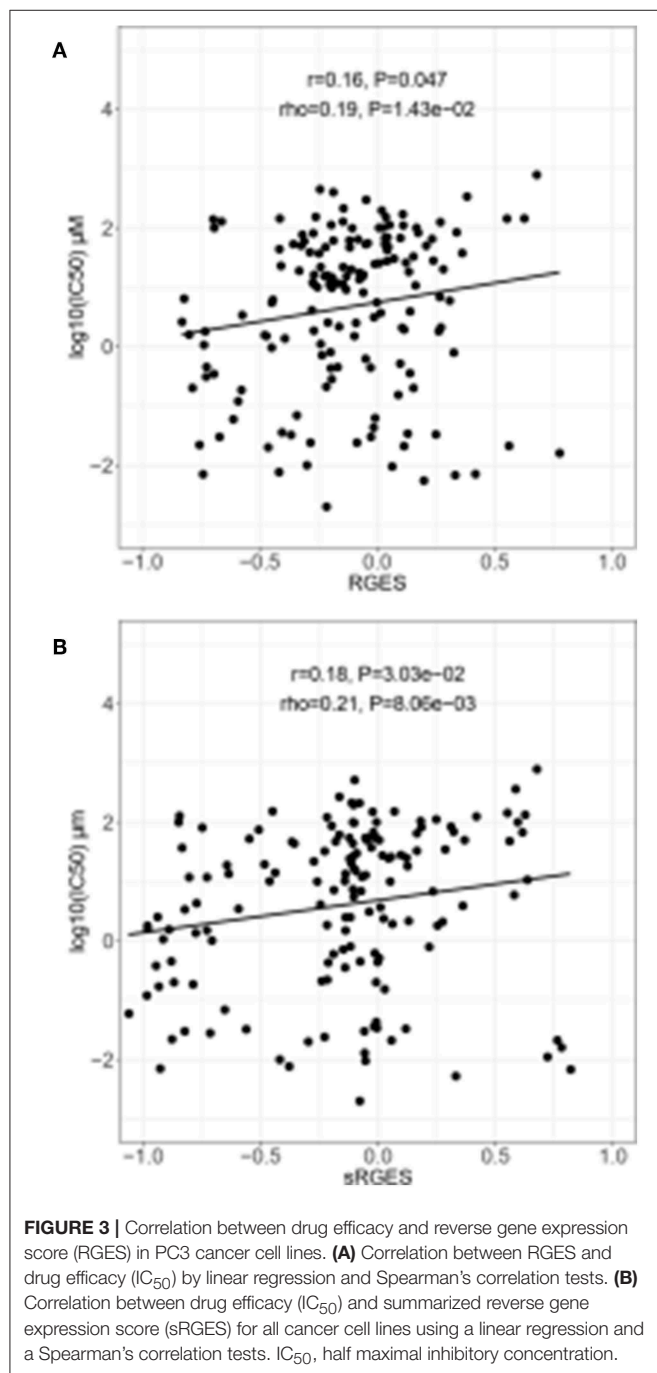 A
r=0.16, P=0.047
rho=0.19, P=1.43e−02
log10(IC50) µM
4
2
0
−2
−1.0 −0.5 0.0 0.5 1.0
RGES
B
r=0.18, P=3.03e−02
rho=0.21, P=8.06e−03
log10(IC50) µm
4
2
0
−2
−1.0 −0.5 0.0 0.5 1.0
sRGES
FIGURE 3 | Correlation between drug efficacy and reverse gene expression
score (RGES) in PC3 cancer cell lines. (A) Correlation between RGES and
drug efficacy (IC50) by linear regression and Spearman's correlation tests. (B)
Correlation between drug efficacy (IC50) and summarized reverse gene
expression score (sRGES) for all cancer cell lines using a linear regression and
a Spearman's correlation tests. IC50, half maximal inhibitory concentration.